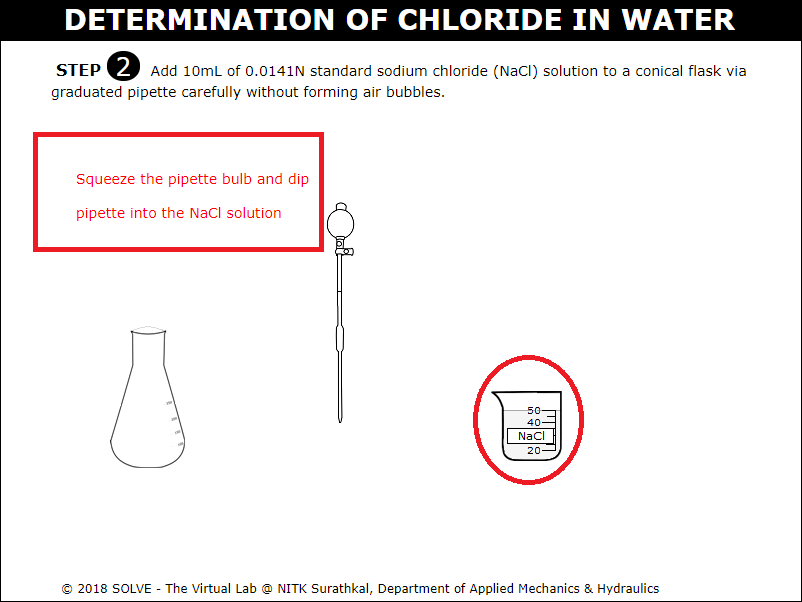 DETERMINATION OF CHLORIDE IN WATER
STEP 2 Add 10mL of 0.0141N standard sodium chloride (NaCl) solution to a conical flask via
graduated pipette carefully without forming air bubbles.
Squeeze the pipette bulb and dip
pipette into the NaCl solution
50
40
NaCl
20
© 2018 SOLVE - The Virtual Lab @ NITK Surathkal, Department of Applied Mechanics & Hydraulics